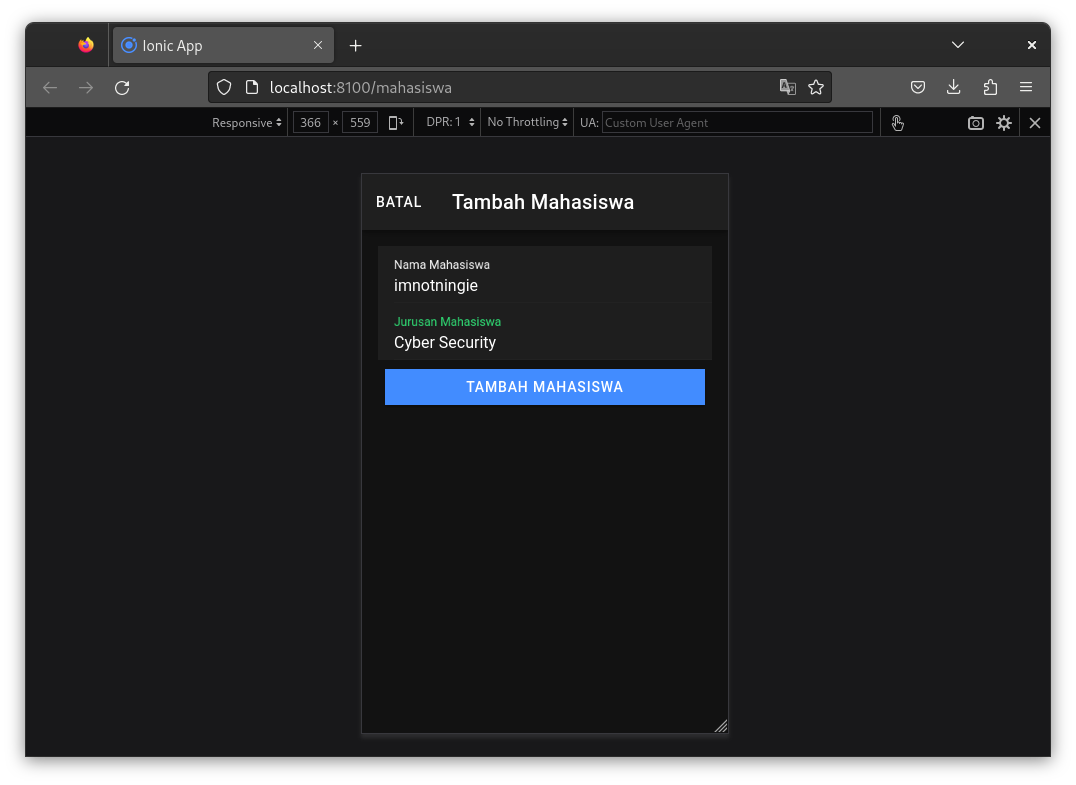 Ionic App
localhost:8100/mahasiswa
Responsive 366 × 559 DPR: 1 No Throttling UA: Custom User Agent
BATAL Tambah Mahasiswa
Nama Mahasiswa
imnotningie
Jurusan Mahasiswa
Cyber Security
TAMBAH MAHASISWA